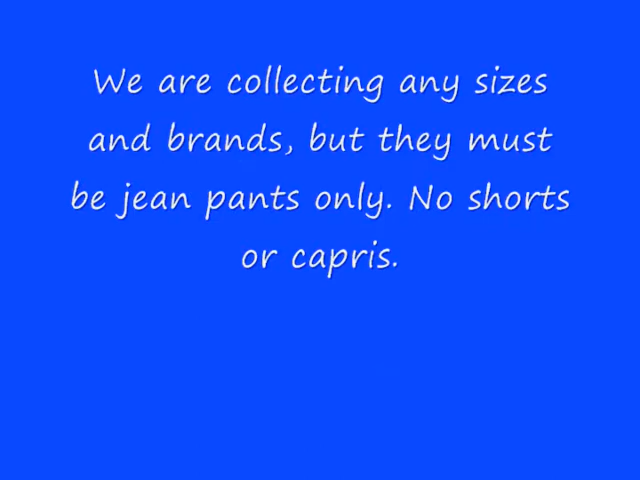 We are collecting any sizes
and brands, but they must
be jean pants only. No shorts
or capris.